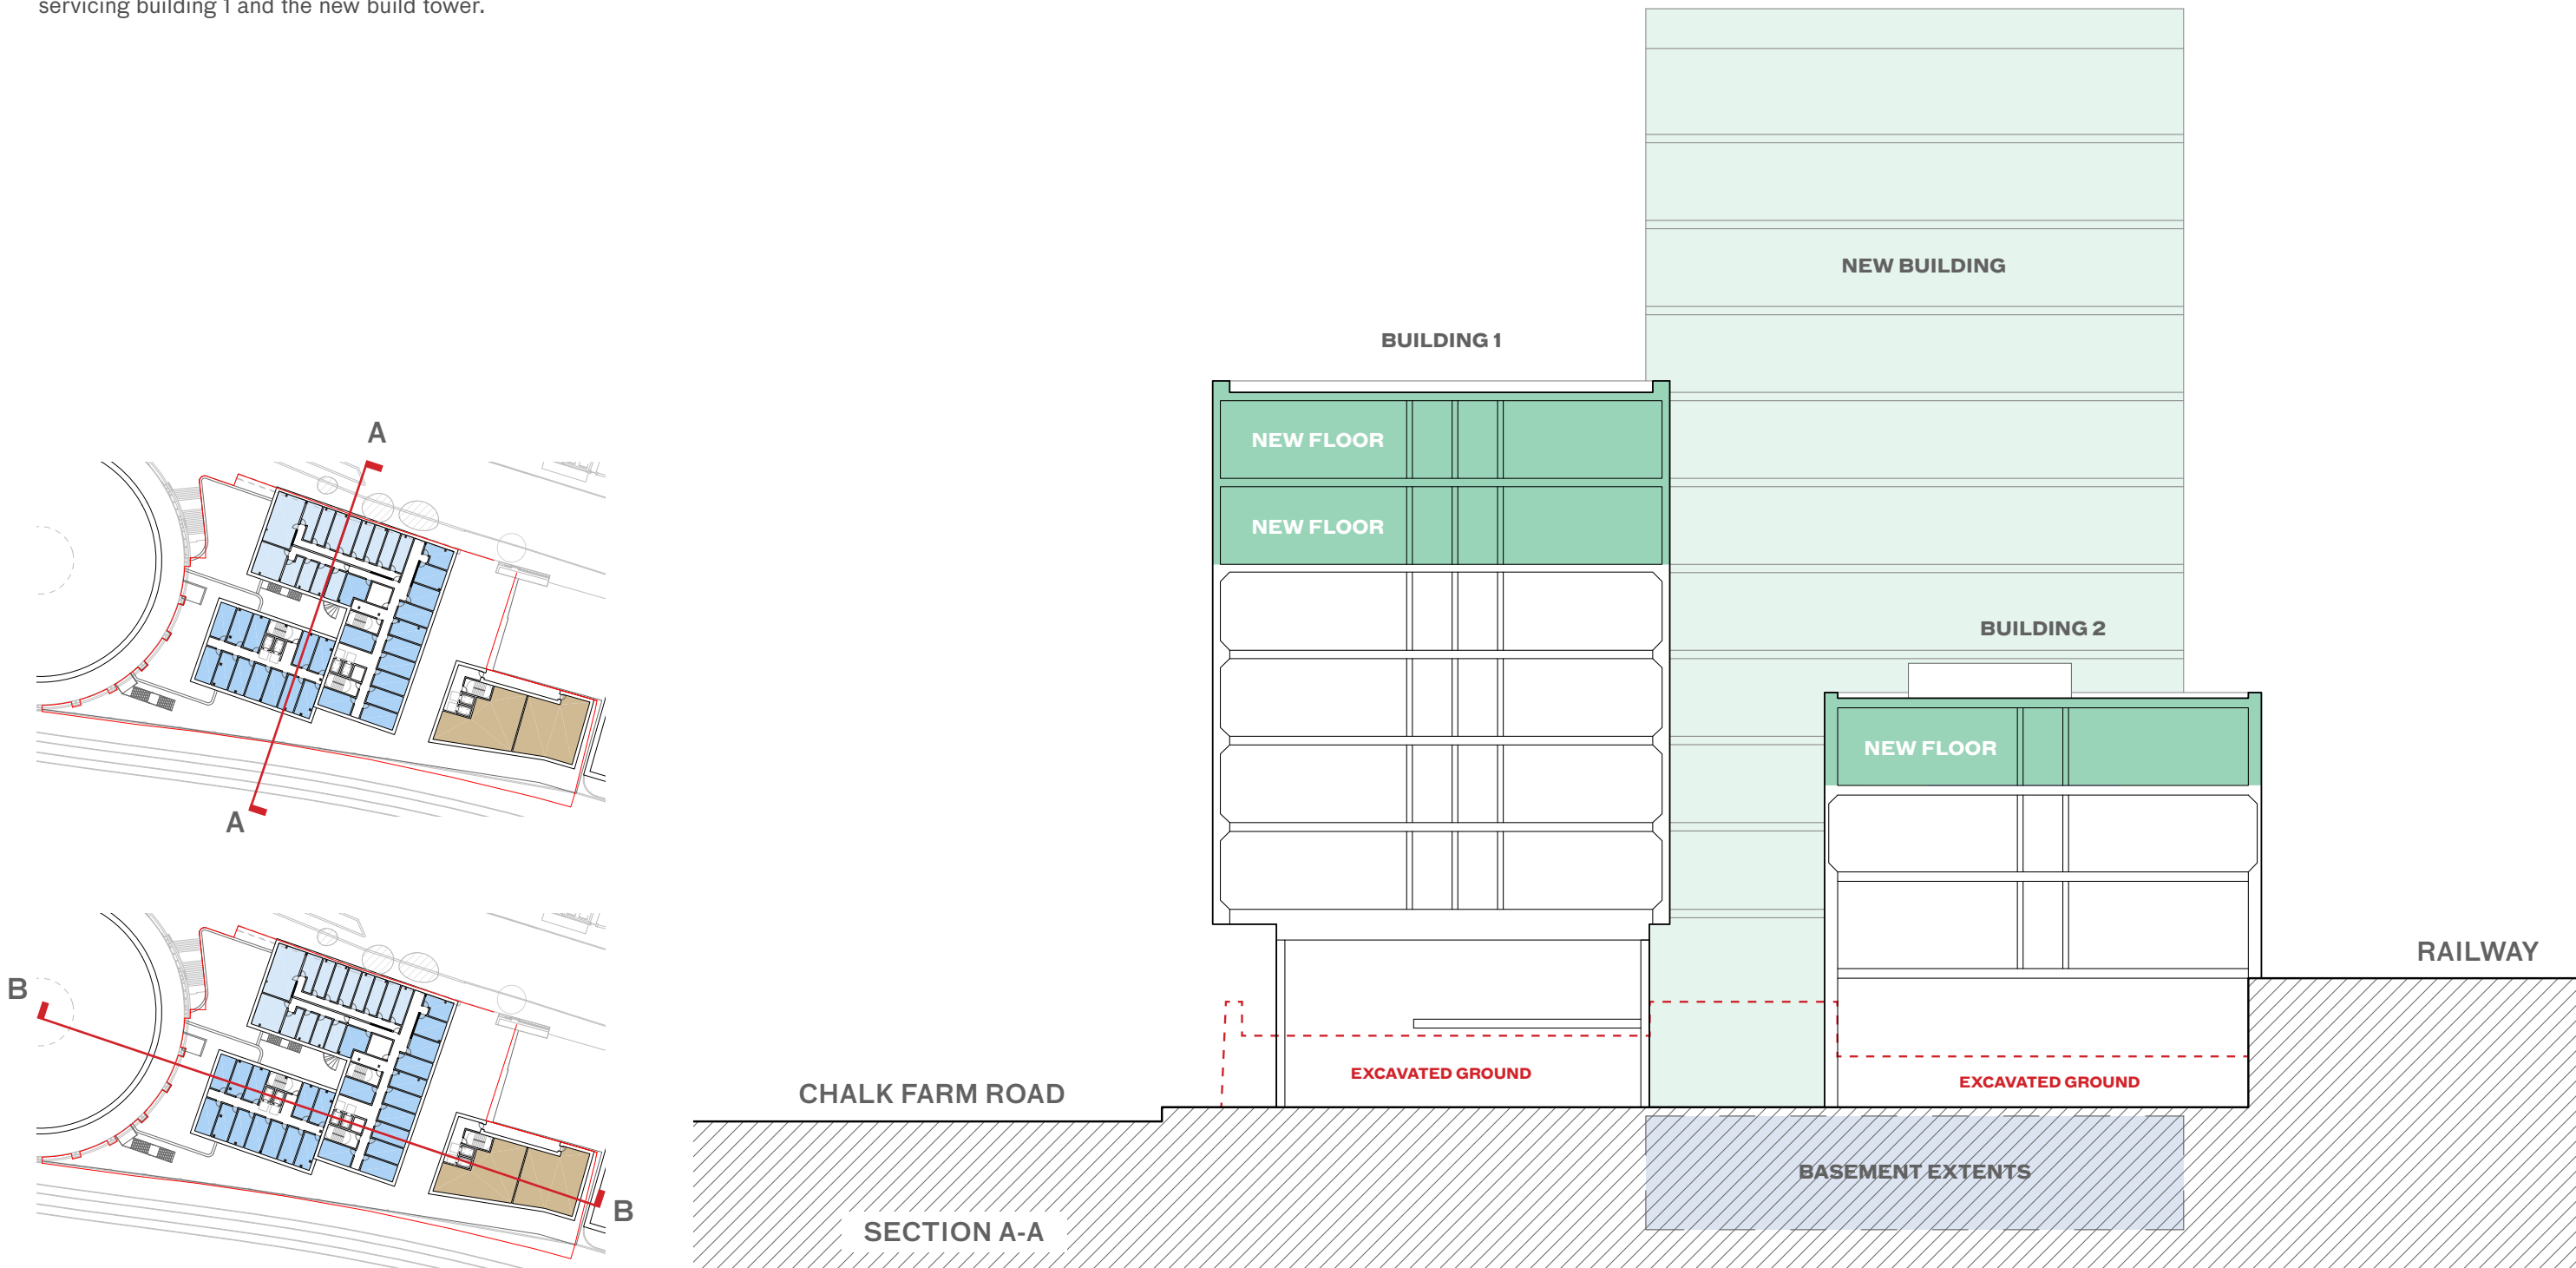 servicing building 1 and the new build tower.
NEW BUILDING
BUILDING 1
A
NEW FLOOR
NEW FLOOR
BUILDING 2
NEW FLOOR
A
RAILWAY
B
EXCAVATED GROUND
EXCAVATED GROUND
CHALK FARM ROAD
BASEMENT EXTENTS
B
SECTION A-A